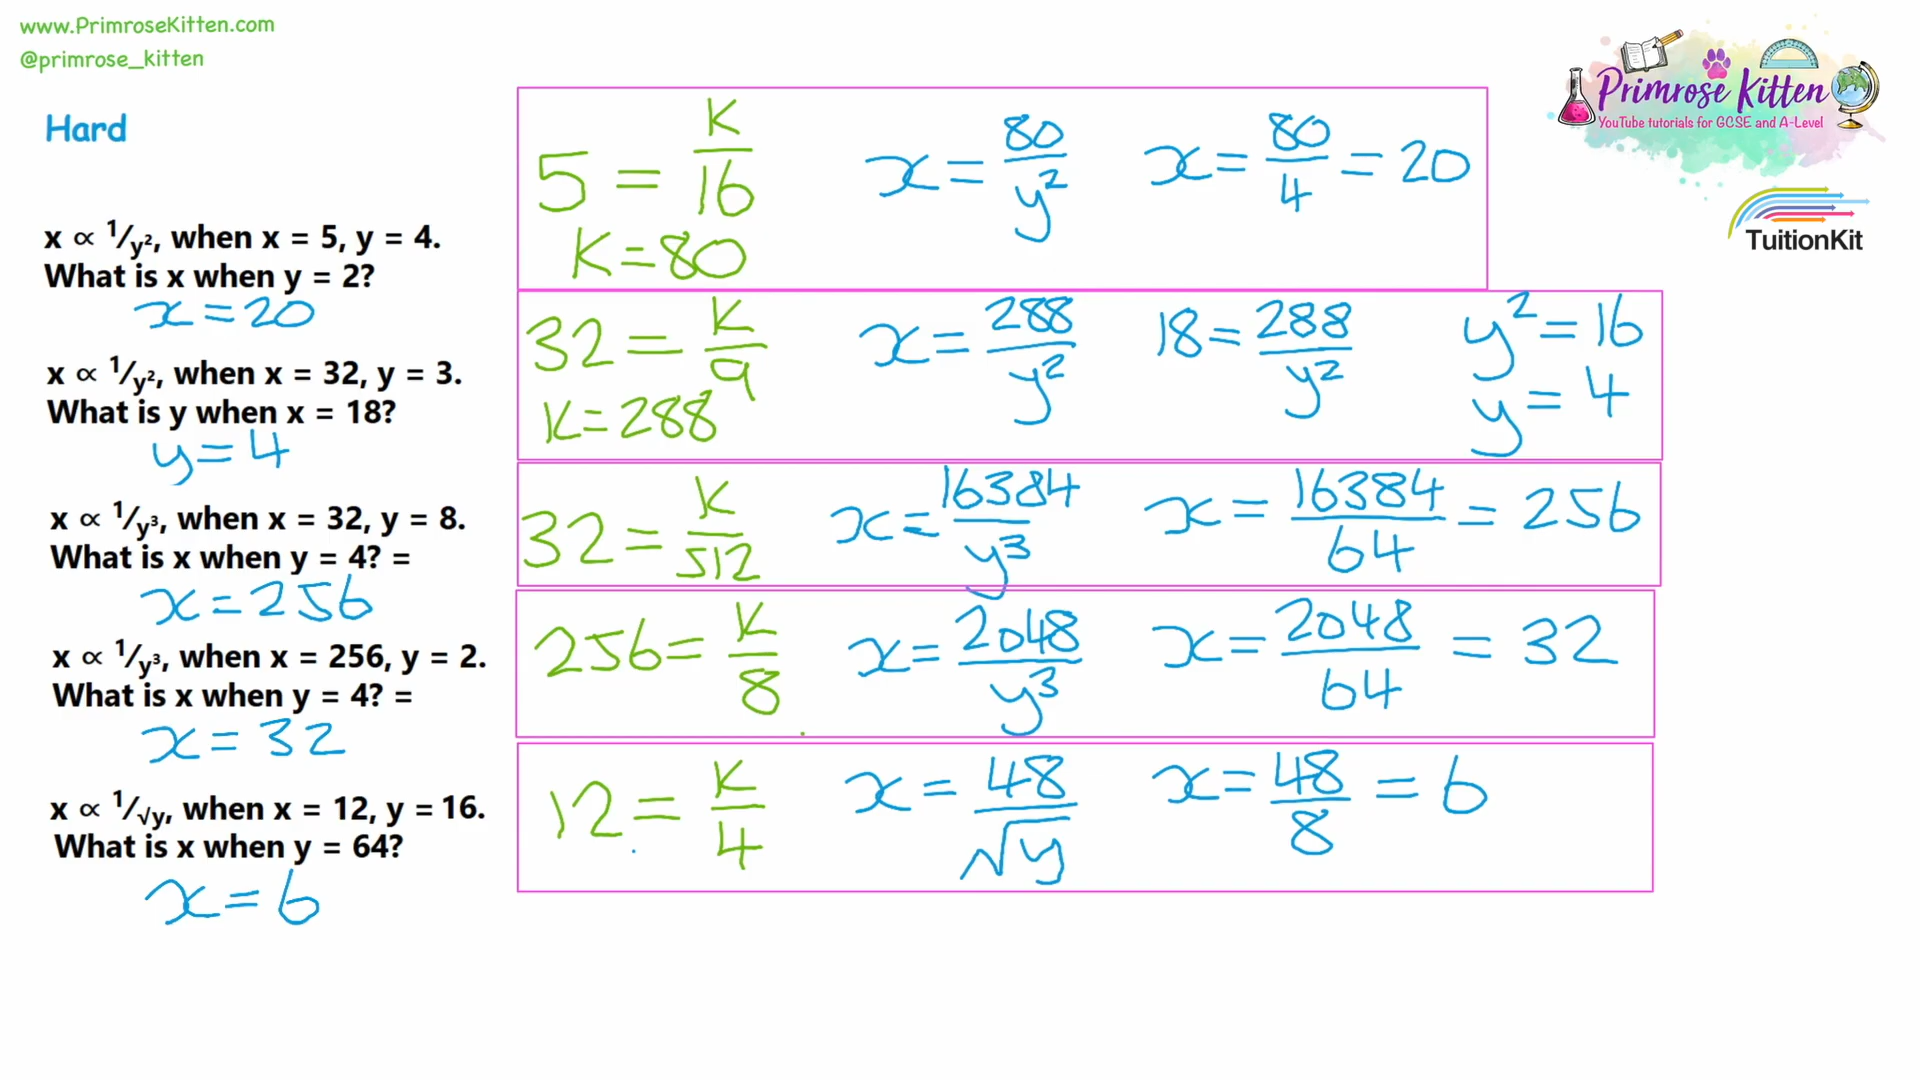 www.PrimroseKitten.com
@primrose_kitten
Primrose Kitten
YouTube tutorials for GCSE and A-Level
TuitionKit
Hard
x ∝ ¹/y², when x = 5, y = 4.
What is x when y = 2?
x = 20
5 = K/16
K = 80
x = 80/y²
x = 80/4 = 20
x ∝ ¹/y², when x = 32, y = 3.
What is y when x = 18?
y = 4
32 = K/9
K = 288
x = 288/y²
18 = 288/y²
y² = 16
y = 4
x ∝ ¹/y³, when x = 32, y = 8.
What is x when y = 4? =
x = 256
32 = K/512
x = 16384/y³
x = 16384/64 = 256
x ∝ ¹/y³, when x = 256, y = 2.
What is x when y = 4? =
x = 32
256 = K/8
x = 2048/y³
x = 2048/64 = 32
x ∝ ¹/√y, when x = 12, y = 16.
What is x when y = 64?
x = 6
12 = K/4
x = 48/√y
x = 48/8 = 6